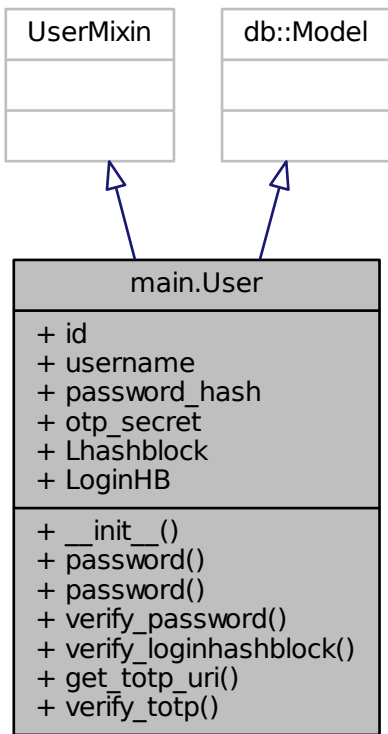 UserMixin
db::Model
main.User
+ id
+ username
+ password_hash
+ otp_secret
+ Lhashblock
+ LoginHB
+ __init__()
+ password()
+ password()
+ verify_password()
+ verify_loginhashblock()
+ get_totp_uri()
+ verify_totp()